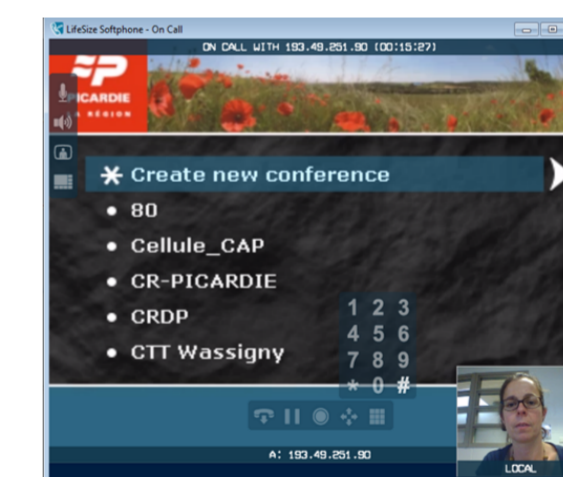 LifeSize Softphone - On Call
ON CALL WITH 193.49.251.90 (00:15:27)
PICARDIE
LA RÉGION
* Create new conference
• 80
• Cellule_CAP
• CR-PICARDIE
• CRDP
• CTT Wassigny
1 2 3
4 5 6
7 8 9
* 0 #
A: 193.49.251.90
LOCAL